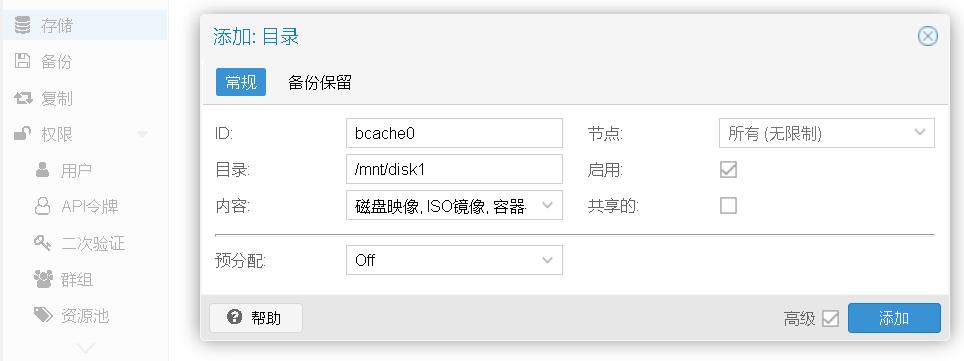 存储
备份
复制
权限
用户
API令牌
二次验证
群组
资源池
添加: 目录
常规 备份保留
ID: bcache0 节点: 所有 (无限制)
目录: /mnt/disk1 启用:
内容: 磁盘映像, ISO镜像, 容器 共享的:
预分配: Off
帮助 高级 添加